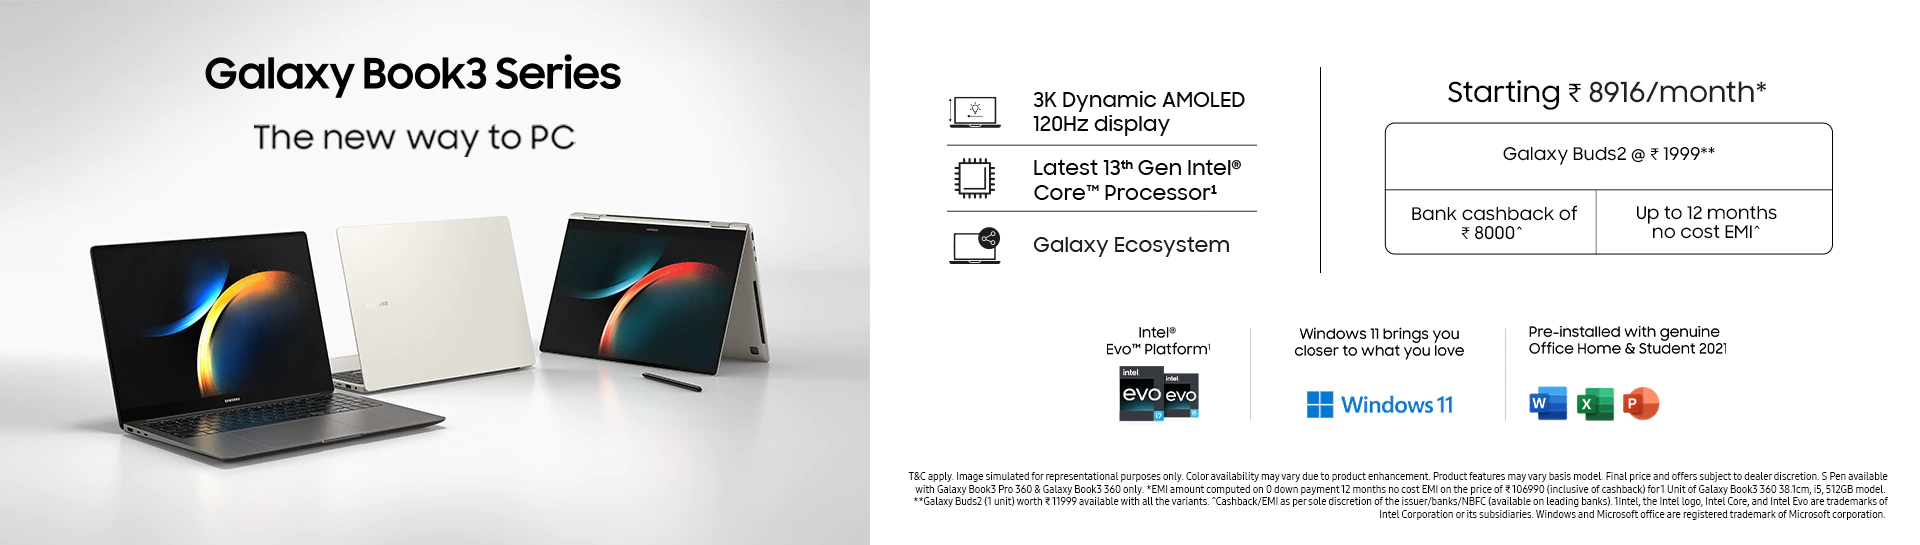 Galaxy Book3 Series
The new way to PC
SAMSUNG
3K Dynamic AMOLED
120Hz display
Latest 13th Gen Intel®
Core™ Processor¹
Galaxy Ecosystem
Starting ₹ 8916/month*
Galaxy Buds2 @ ₹ 1999**
Bank cashback of
₹ 8000^
Up to 12 months
no cost EMI^
Intel®
Evo™ Platform¹
intel.
evo
i7
intel.
evo
i5
Windows 11 brings you
closer to what you love
Windows 11
Pre-installed with genuine
Office Home & Student 2021
W
X
P
T&C apply. Image simulated for representational purposes only. Color availability may vary due to product enhancement. Product features may vary basis model. Final price and offers subject to dealer discretion. S Pen available
with Galaxy Book3 Pro 360 & Galaxy Book3 360 only. *EMI amount computed on 0 down payment 12 months no cost EMI on the price of ₹ 106990 (inclusive of cashback) for 1 Unit of Galaxy Book3 360 38.1cm, i5, 512GB model.
**Galaxy Buds2 (1 unit) worth ₹ 11999 available with all the variants. ^Cashback/EMI as per sole discretion of the issuer/banks/NBFC (available on leading banks). 1Intel, the Intel logo, Intel Core, and Intel Evo are trademarks of
Intel Corporation or its subsidiaries. Windows and Microsoft office are registered trademark of Microsoft corporation.